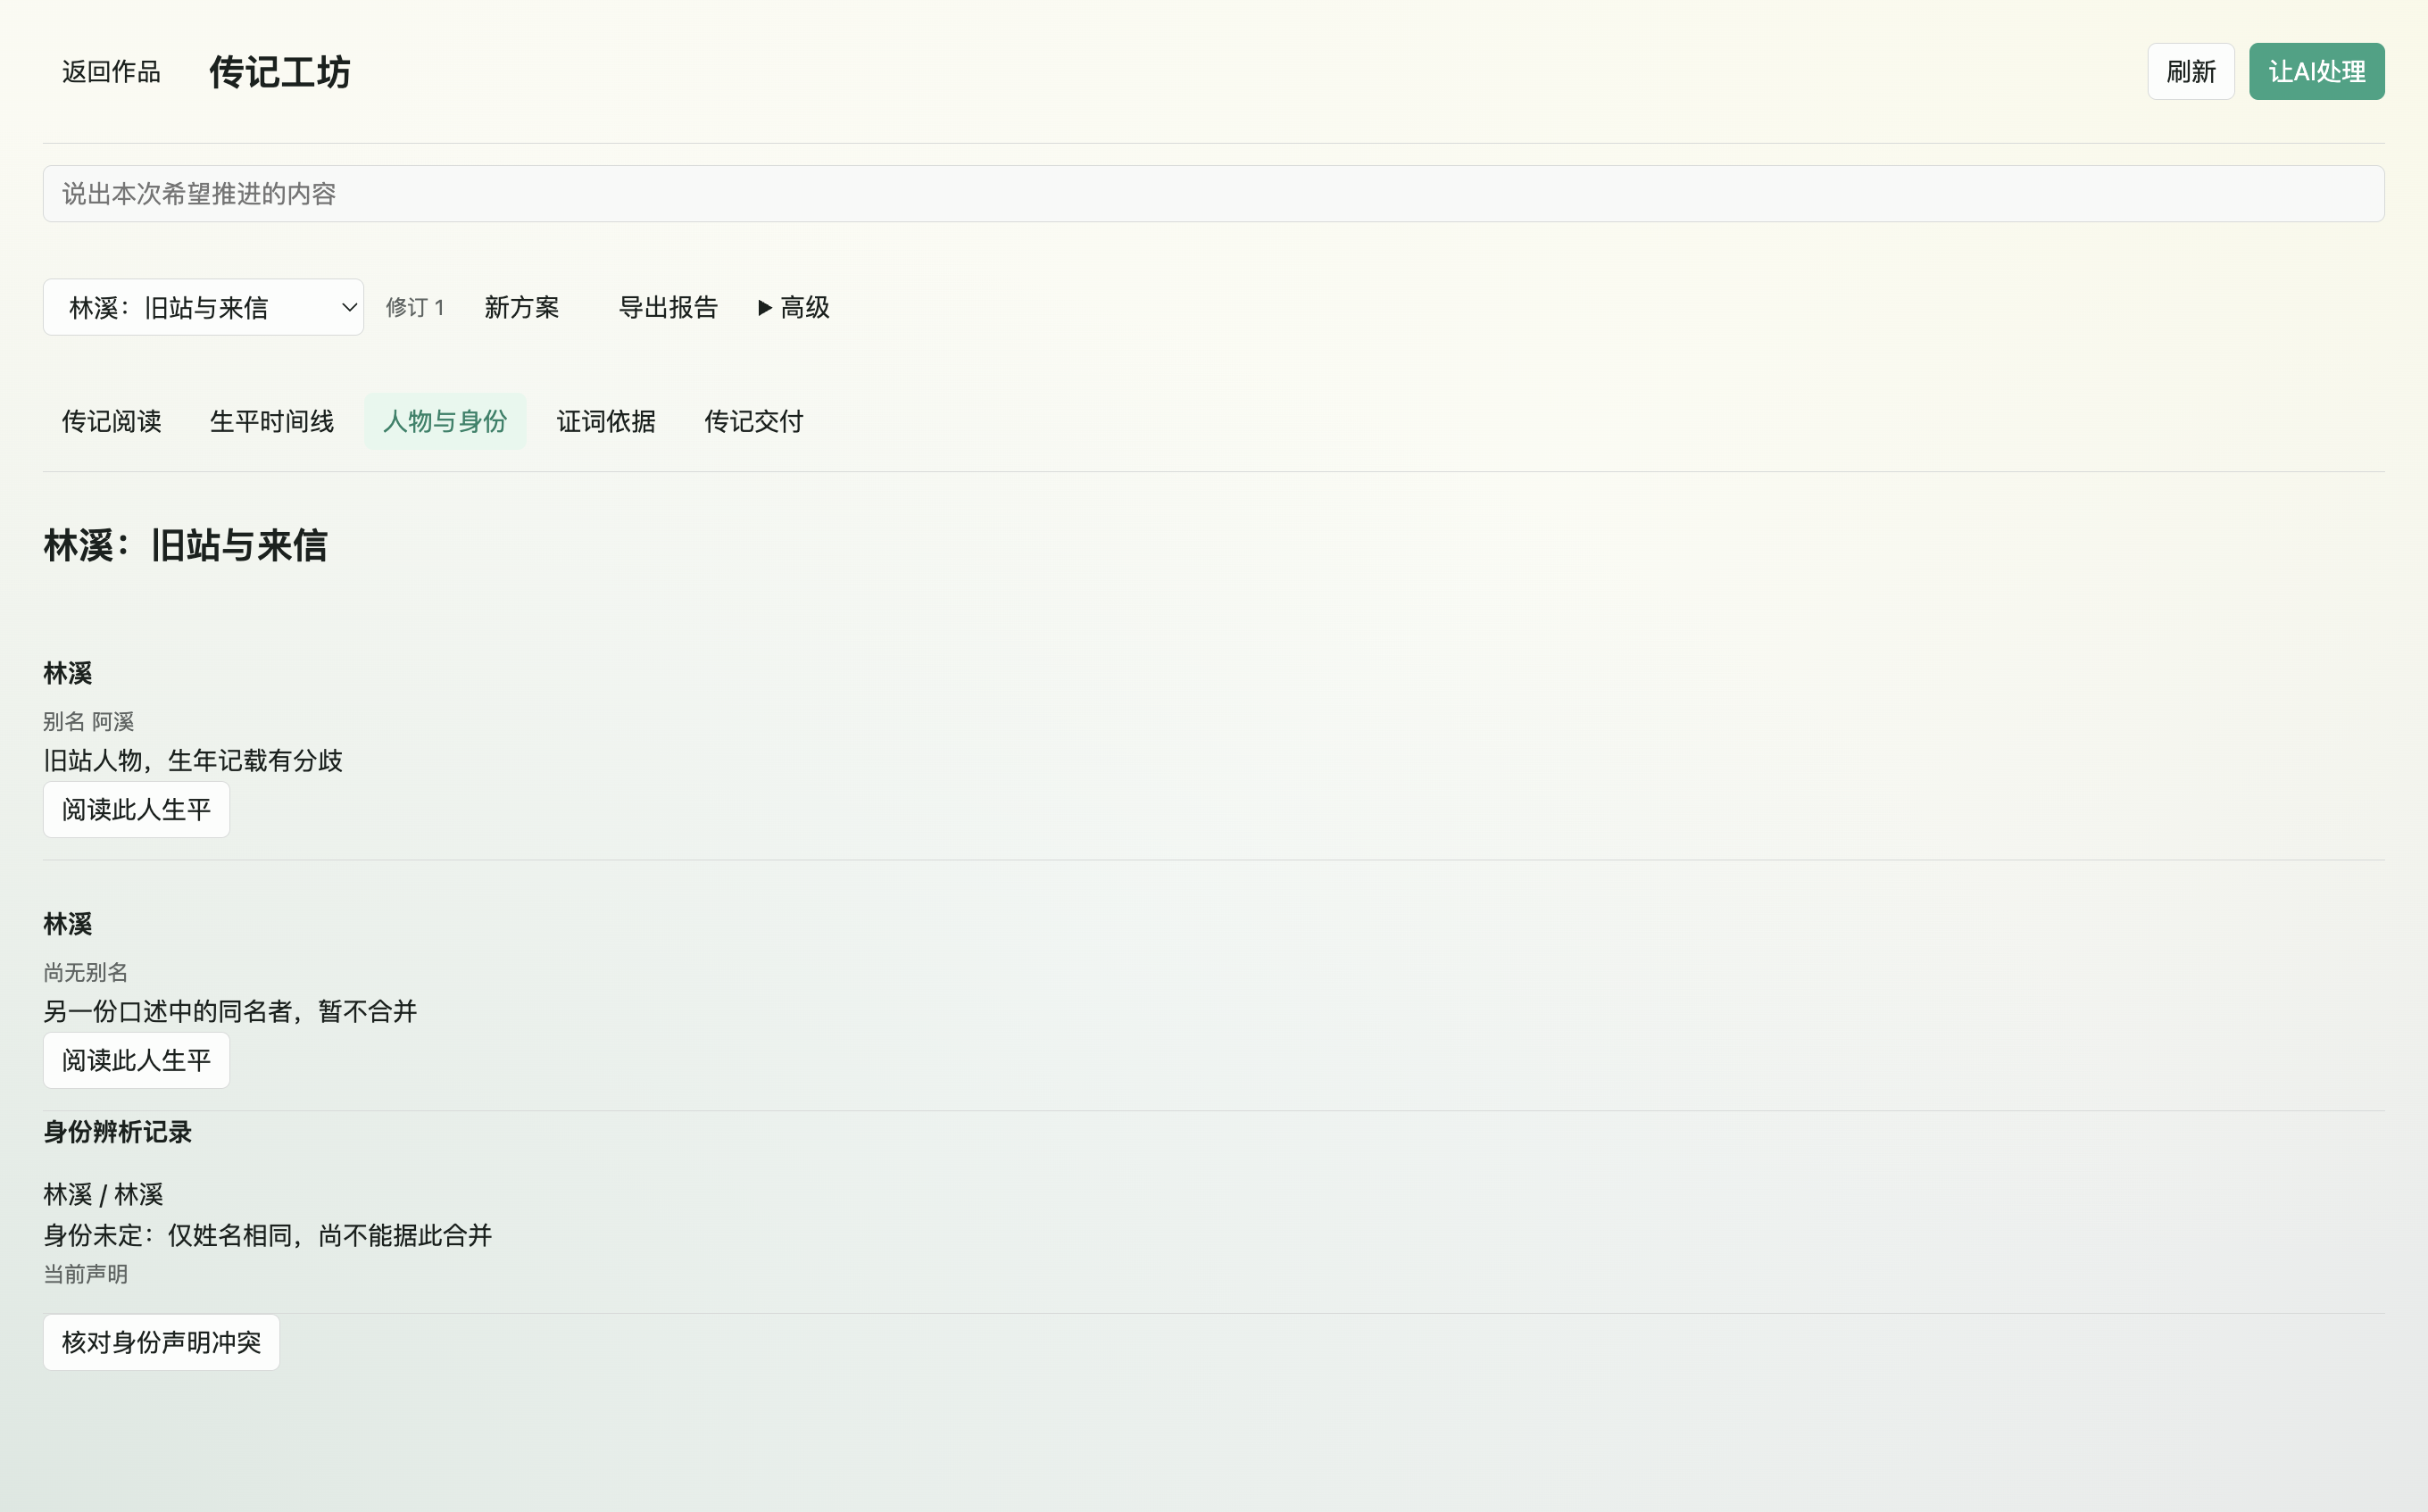 返回作品 传记工坊 刷新 让AI处理
说出本次希望推进的内容
林溪：旧站与来信 修订 1 新方案 导出报告 高级
传记阅读 生平时间线 人物与身份 证词依据 传记交付
林溪：旧站与来信
林溪
别名 阿溪
旧站人物，生年记载有分歧
阅读此人生平
林溪
尚无别名
另一份口述中的同名者，暂不合并
阅读此人生平
身份辨析记录
林溪 / 林溪
身份未定：仅姓名相同，尚不能据此合并
当前声明
核对身份声明冲突